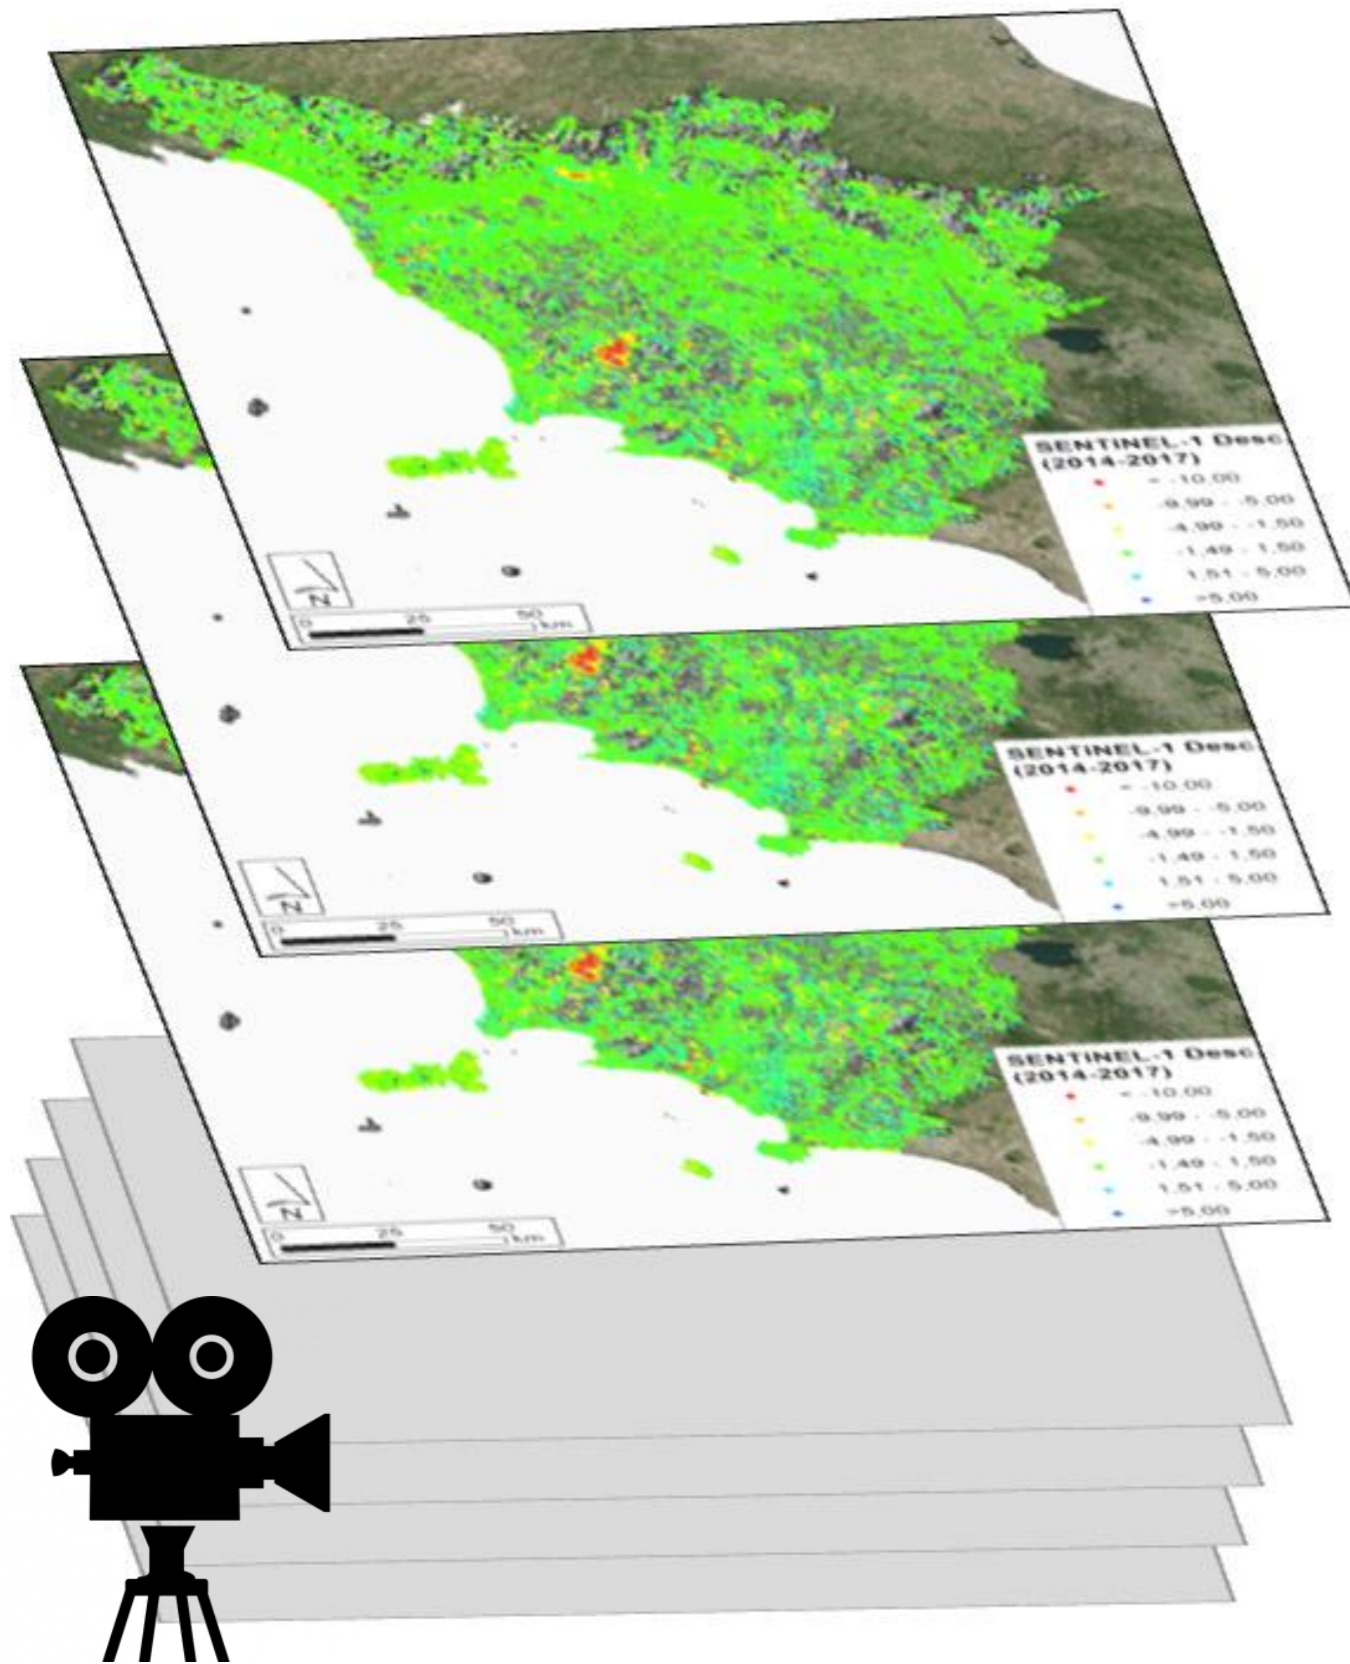 SENTINEL-1 Desc.
(2014-2017)
< -10,00
-9,99 - -5,00
-4,99 - -1,50
-1,49 - 1,50
1,51 - 5,00
>5,00
N
0 25 50
km
SENTINEL-1 Desc.
(2014-2017)
< -10,00
-9,99 - -5,00
-4,99 - -1,50
-1,49 - 1,50
1,51 - 5,00
>5,00
N
0 25 50
km
SENTINEL-1 Desc.
(2014-2017)
< -10,00
-9,99 - -5,00
-4,99 - -1,50
-1,49 - 1,50
1,51 - 5,00
>5,00
N
0 25 50
km